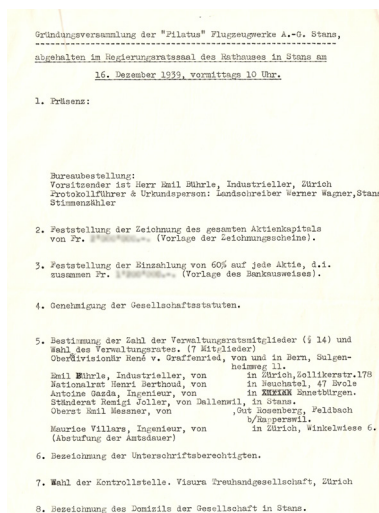 Gründungsversammlung der "Pilatus" Flugzeugwerke A.-G. Stans,
abgehalten im Regierungsratssaal des Rathauses in Stans am
16. Dezember 1939, vormittags 10 Uhr.
1. Präsenz:
Bureaubestellung:
Vorsitzender ist Herr Emil Bührle, Industrieller, Zürich
Protokollführer & Urkundsperson: Landschreiber Werner Wagner, Stans
Stimmenzähler
2. Feststellung der Zeichnung des gesamten Aktienkapitals
von Fr. (Vorlage der Zeichnungsscheine).
3. Feststellung der Einzahlung von 60% auf jede Aktie, d.i.
zusammen Fr. (Vorlage des Bankausweises).
4. Genehmigung der Gesellschaftsstatuten.
5. Bestimmung der Zahl der Verwaltungsratsmitglieder (§ 14) und
Wahl des Verwaltungsrates. (7 Mitglieder)
Oberdivisionär René v. Graffenried, von und in Bern, Sulgen-
heimweg 11.
Emil Bührle, Industrieller, von in Zürich, Zollikerstr.178
Nationalrat Henri Berthoud, von in Neuchatel, 47 Evole
Antoine Gazda, Ingenieur, von in Ennetbürgen.
Ständerat Remigi Joller, von Dallenwil, in Stans.
Oberst Emil Messner, von ,Gut Rosenberg, Feldbach
b/Rapperswil.
Maurice Villars, Ingenieur, von in Zürich, Winkelwiese 6.
(Abstufung der Amtsdauer)
6. Bezeichnung der Unterschriftsberechtigten.
7. Wahl der Kontrollstelle. Visura Treuhandgesellschaft, Zürich
8. Bezeichnung des Domizils der Gesellschaft in Stans.